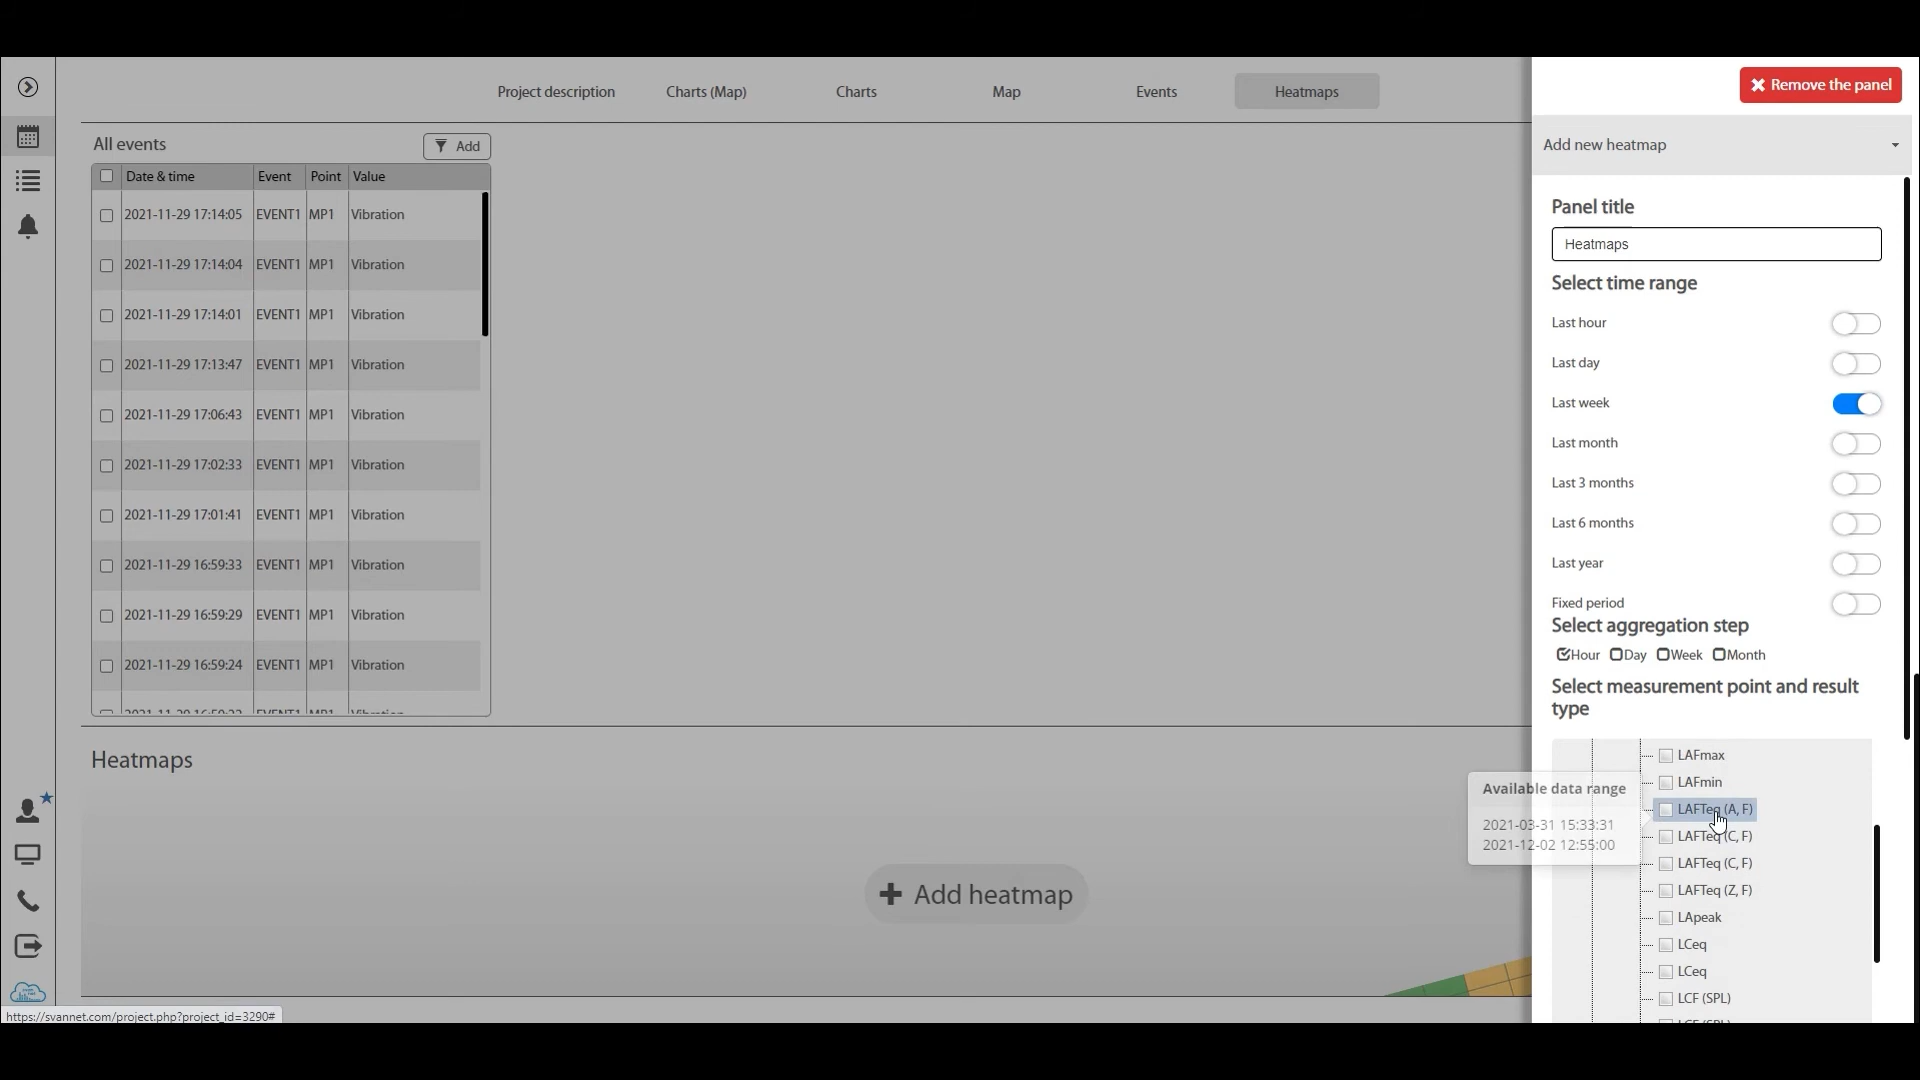 Project description
Charts (Map)
Charts
Map
Events
Heatmaps
All events
Add
Date & time Event Point Value
2021-11-29 17:14:05 EVENT1 MP1 Vibration
2021-11-29 17:14:04 EVENT1 MP1 Vibration
2021-11-29 17:14:01 EVENT1 MP1 Vibration
2021-11-29 17:13:47 EVENT1 MP1 Vibration
2021-11-29 17:06:43 EVENT1 MP1 Vibration
2021-11-29 17:02:33 EVENT1 MP1 Vibration
2021-11-29 17:01:41 EVENT1 MP1 Vibration
2021-11-29 16:59:33 EVENT1 MP1 Vibration
2021-11-29 16:59:29 EVENT1 MP1 Vibration
2021-11-29 16:59:24 EVENT1 MP1 Vibration
Heatmaps
Add heatmap
https://svannet.com/project.php?project_id=3290#
Remove the panel
Add new heatmap
Panel title
Heatmaps
Select time range
Last hour
Last day
Last week
Last month
Last 3 months
Last 6 months
Last year
Fixed period
Select aggregation step
Hour Day Week Month
Select measurement point and result
type
LAFmax
LAFmin
LAFTeq (A, F)
LAFTeq (C, F)
LAFTeq (C, F)
LAFTeq (Z, F)
LApeak
LCeq
LCeq
LCF (SPL)
Available data range
2021-03-31 15:33:31
2021-12-02 12:55:00